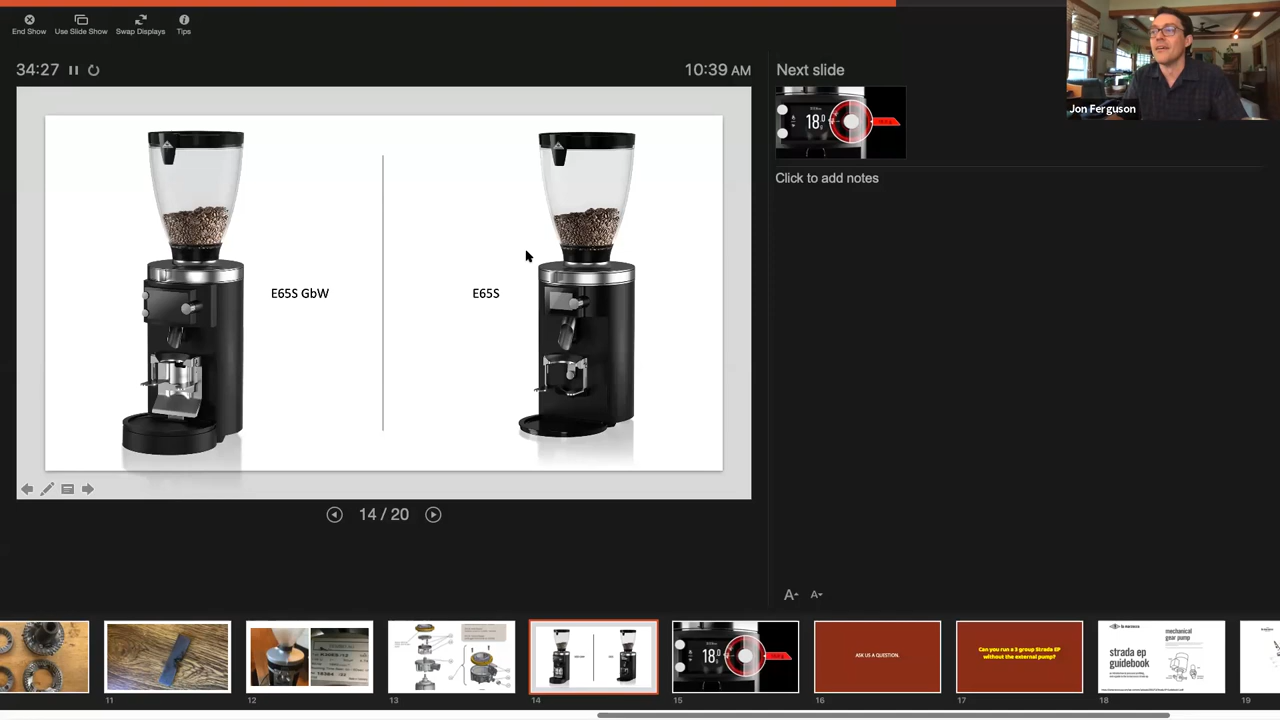 End Show
Use Slide Show
Swap Displays
Tips
34:27
10:39 AM
Next slide
Jon Ferguson
18.0
Click to add notes
E65S GbW
E65S
14 / 20
A
A
18.0
ASK US A QUESTION.
Can you run a 3 group Strada EP
without the external pump?
la marzocco
mechanical
gear pump
strada ep
guidebook
11
12
13
14
15
16
17
18
19